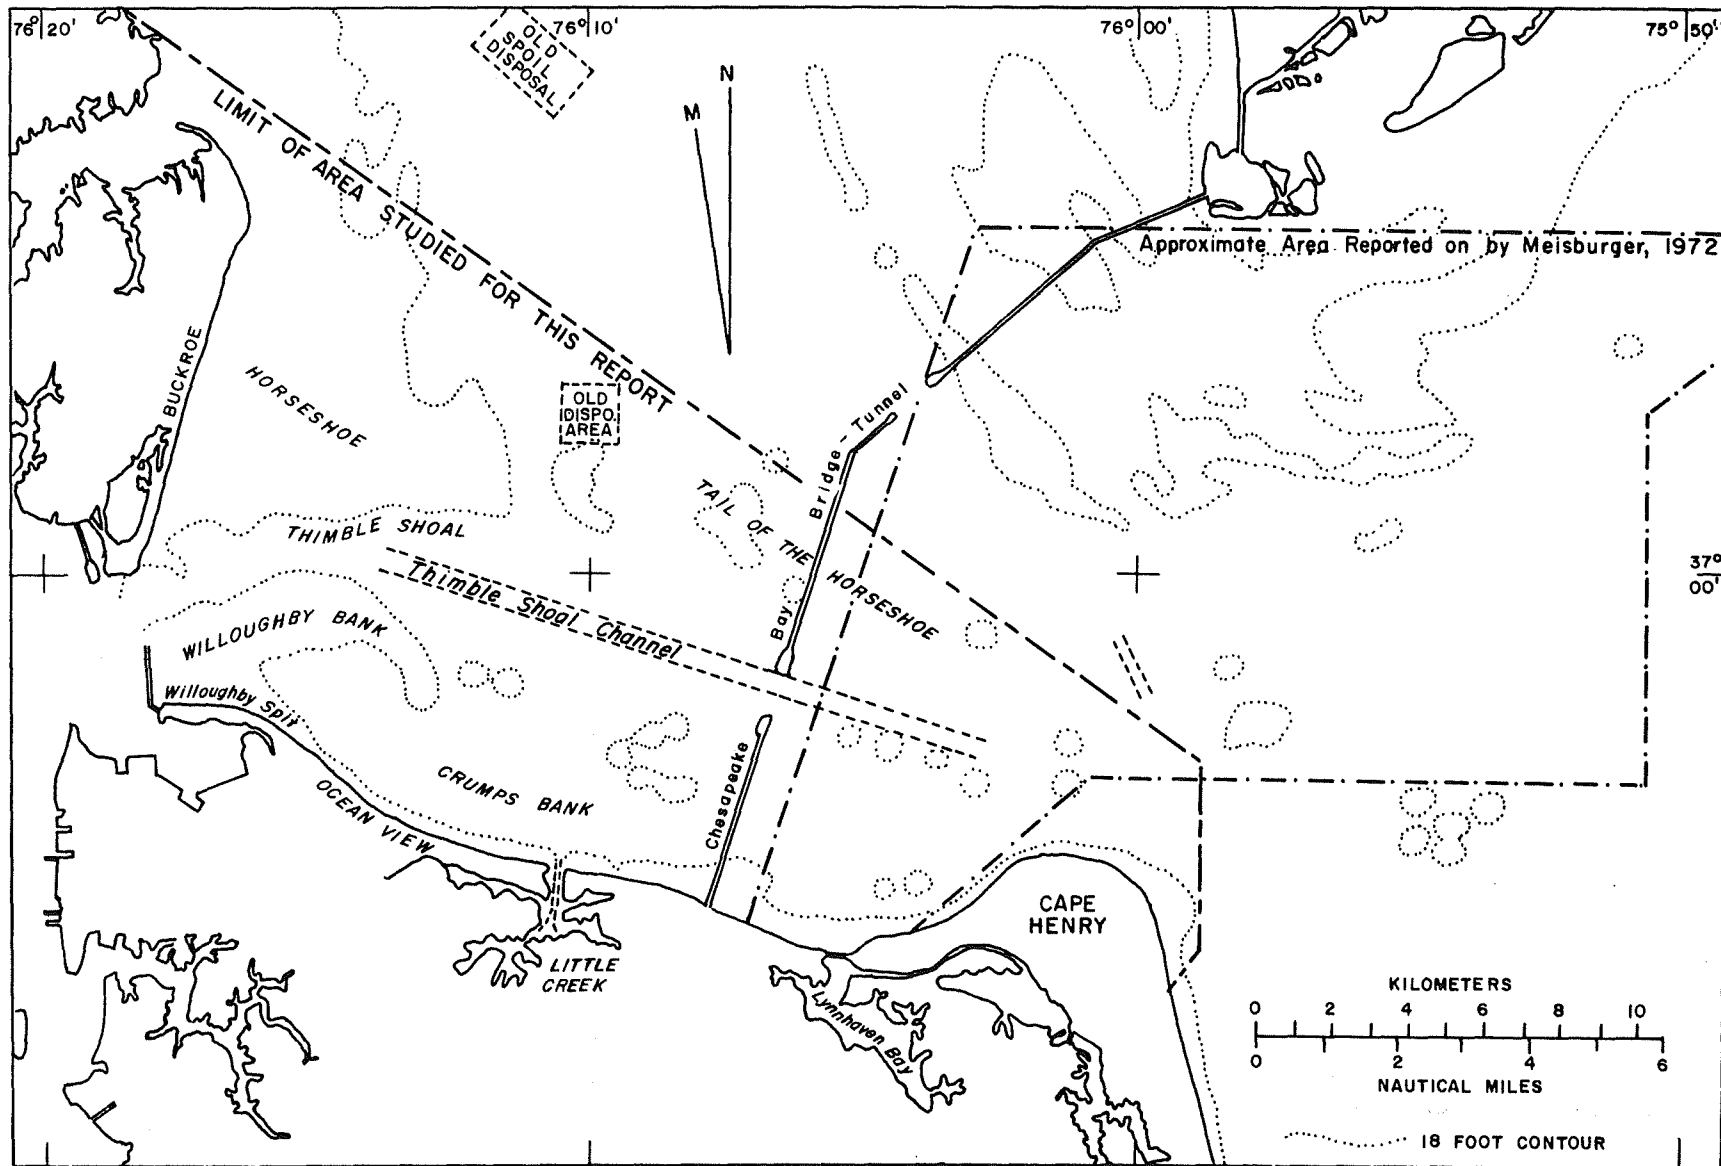 76° 20'
76° 10'
76° 00'
75° 50'
OLD
SPOIL
DISPOSAL
N
M
LIMIT OF AREA STUDIED FOR THIS REPORT
Approximate Area Reported on by Meisburger, 1972
BUCKROE
HORSESHOE
OLD
DISPO.
AREA
Chesapeake Bay Bridge - Tunnel
TAIL OF THE HORSESHOE
THIMBLE SHOAL
Thimble Shoal Channel
37°
00'
WILLOUGHBY BANK
Willoughby Spit
OCEAN VIEW
CRUMPS BANK
CAPE
HENRY
LITTLE
CREEK
Lynnhaven Bay
KILOMETERS
0 2 4 6 8 10
0 2 4 6
NAUTICAL MILES
18 FOOT CONTOUR